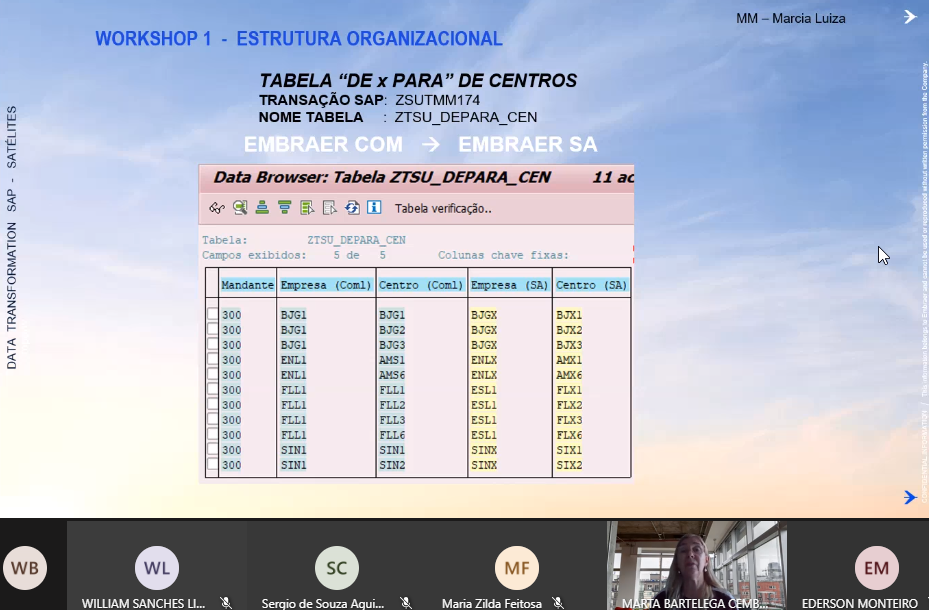 MM – Marcia Luiza
WORKSHOP 1 - ESTRUTURA ORGANIZACIONAL
TABELA “DE x PARA” DE CENTROS
TRANSAÇÃO SAP: ZSUTMM174
NOME TABELA : ZTSU_DEPARA_CEN
EMBRAER COM → EMBRAER SA
DATA TRANSFORMATION SAP - SATÉLITES
Data Browser: Tabela ZTSU_DEPARA_CEN 11 ac
Tabela verificação..
Tabela: ZTSU_DEPARA_CEN
Campos exibidos: 5 de 5 Colunas chave fixas:
Mandante Empresa (Coml) Centro (Coml) Empresa (SA) Centro (SA)
300 BJG1 BJG1 BJGX BJX1
300 BJG1 BJG2 BJGX BJX2
300 BJG1 BJG3 BJGX BJX3
300 ENL1 AMS1 ENLX AMX1
300 ENL1 AMS6 ENLX AMX6
300 FLL1 FLL1 ESL1 FLX1
300 FLL1 FLL2 ESL1 FLX2
300 FLL1 FLL3 ESL1 FLX3
300 FLL1 FLL6 ESL1 FLX6
300 SIN1 SIN1 SINX SIX1
300 SIN1 SIN2 SINX SIX2
WB
WL
SC
MF
EM
WILLIAM SANCHES LI...
Sergio de Souza Aqui...
Maria Zilda Feitosa
MARTA BARTELEGA CEMB...
EDERSON MONTEIRO